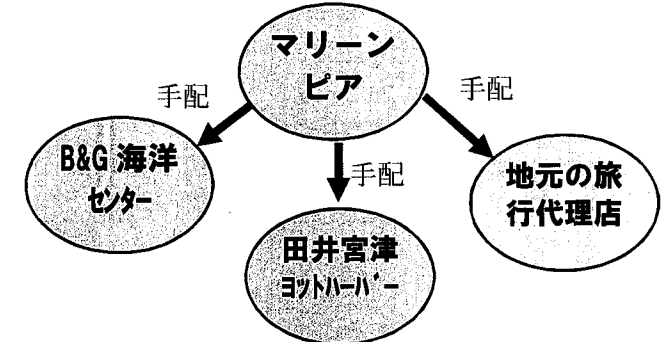 マリーン
ピア
手配
手配
B&G 海洋
センター
手配
地元の旅
行代理店
田井宮津
ヨットハーバー